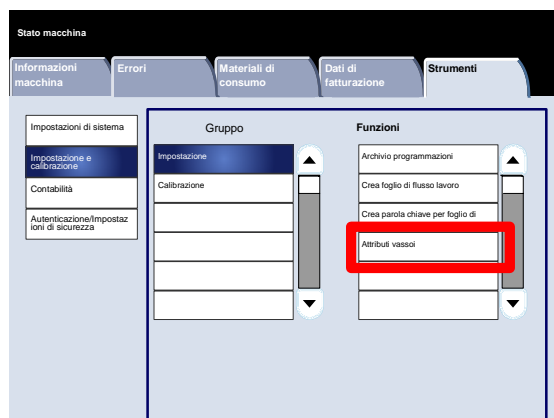 Stato macchina
Informazioni
macchina
Errori
Materiali di
consumo
Dati di
fatturazione
Strumenti
Impostazioni di sistema
Impostazione e
calibrazione
Contabilità
Autenticazione/Impostaz
ioni di sicurezza
Gruppo
Impostazione
Calibrazione
Funzioni
Archivio programmazioni
Crea foglio di flusso lavoro
Crea parola chiave per foglio di
Attributi vassoi